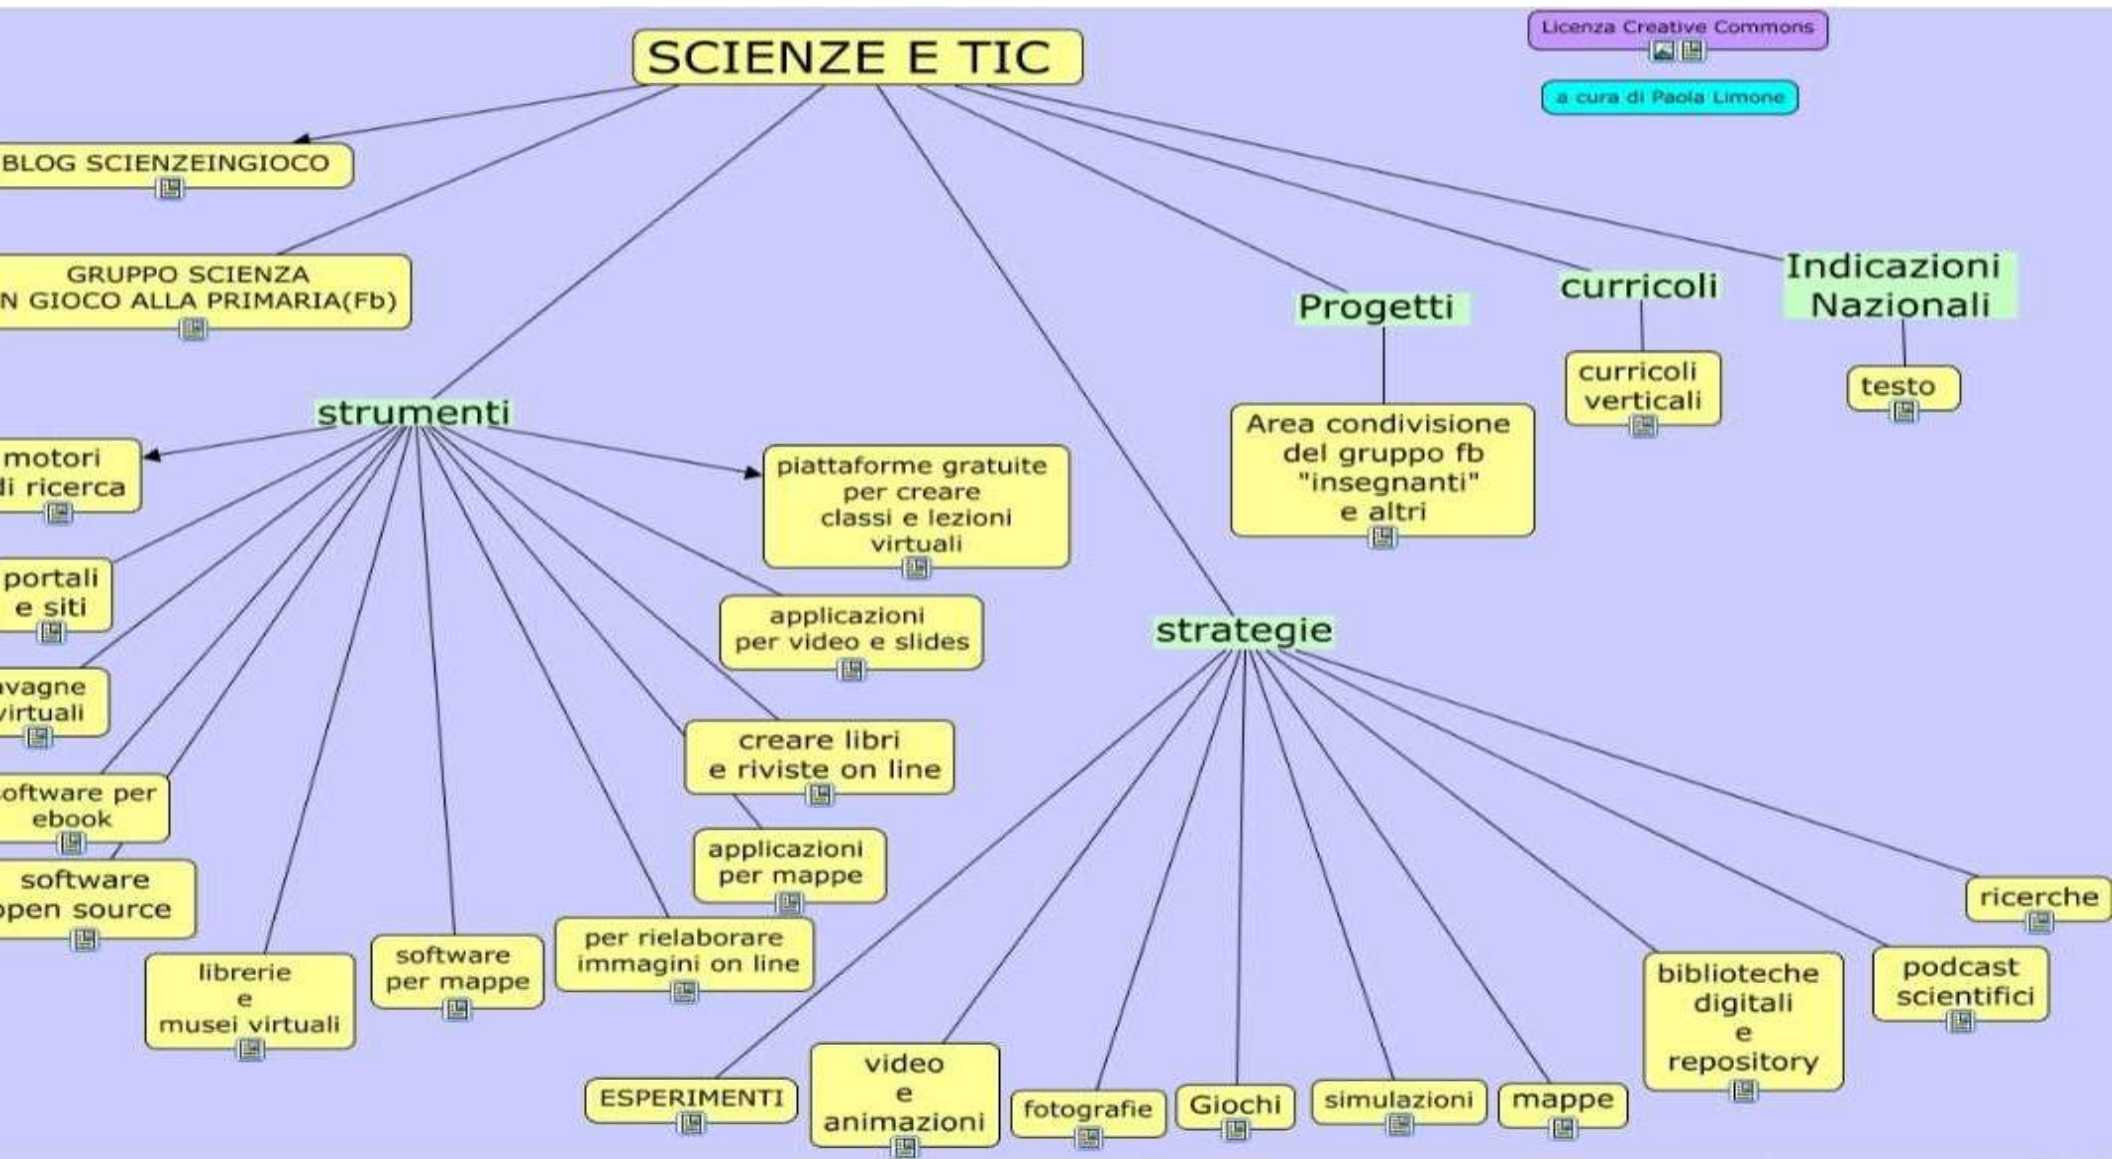 SCIENZE E TIC
Licenza Creative Commons
a cura di Paola Limone
BLOG SCIENZEINGIOCO
GRUPPO SCIENZA
N GIOCO ALLA PRIMARIA(Fb)
Progetti
curricoli
Indicazioni
Nazionali
Area condivisione
del gruppo fb
"insegnanti"
e altri
curricoli
verticali
testo
strumenti
motori
di ricerca
portali
e siti
avagne
virtuali
software per
ebook
software
open source
librerie
e
musei virtuali
software
per mappe
per rielaborare
immagini on line
applicazioni
per mappe
creare libri
e riviste on line
applicazioni
per video e slides
piattaforme gratuite
per creare
classi e lezioni
virtuali
strategie
ESPERIMENTI
video
e
animazioni
fotografie
Giochi
simulazioni
mappe
biblioteche
digitali
e
repository
podcast
scientifici
ricerche